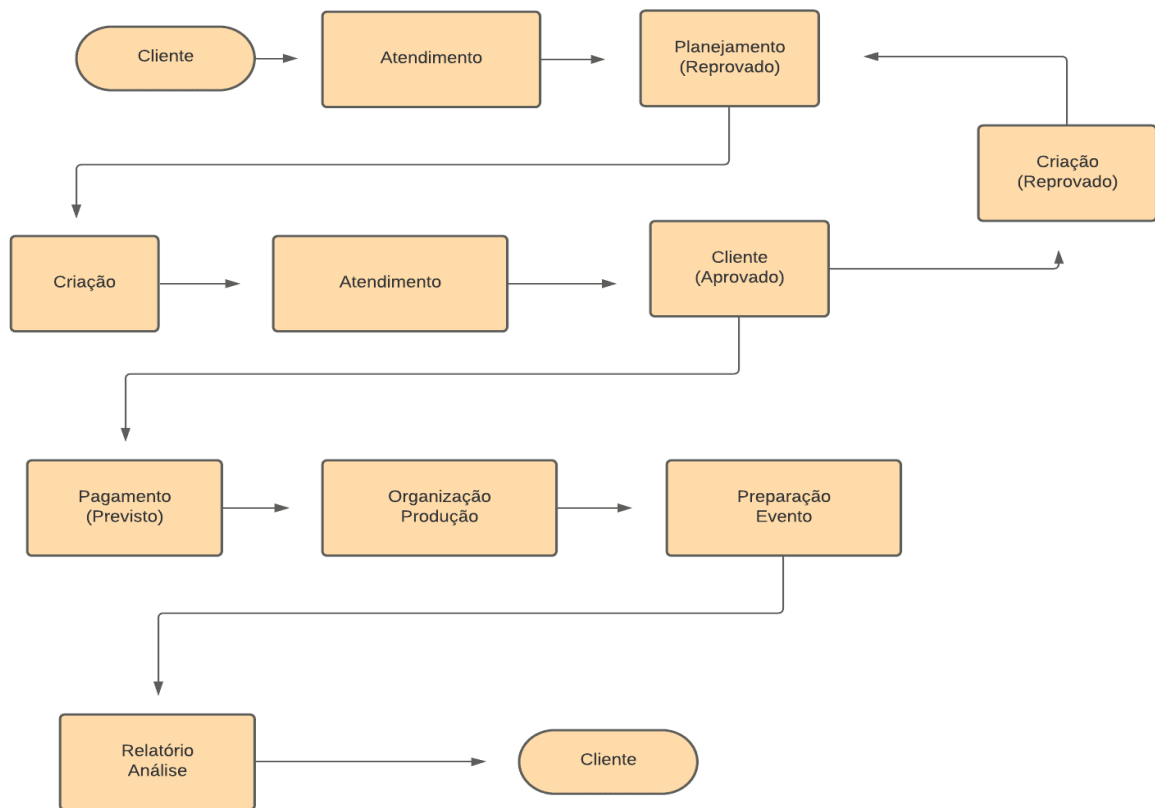 Cliente
Atendimento
Planejamento
(Reprovado)
Criação
(Reprovado)
Criação
Atendimento
Cliente
(Aprovado)
Pagamento
(Previsto)
Organização
Produção
Preparação
Evento
Relatório
Análise
Cliente